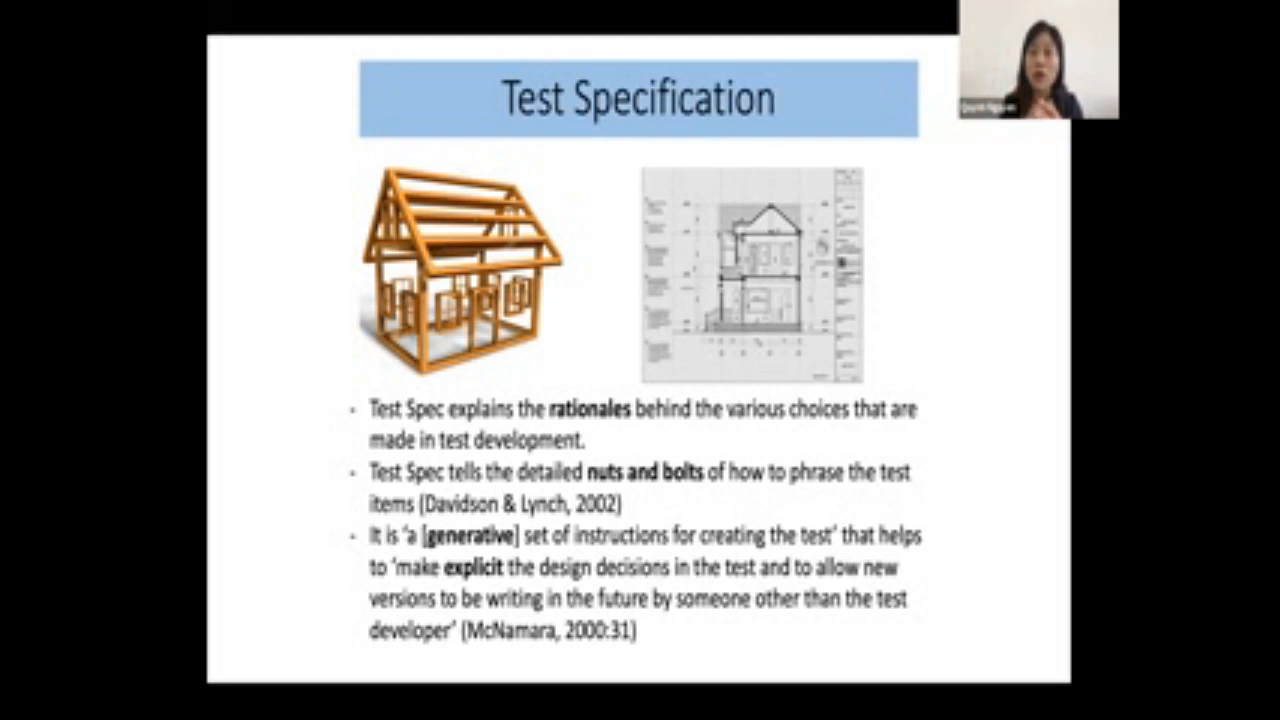 Test Specification
- Test Spec explains the rationales behind the various choices that are
made in test development.
- Test Spec tells the detailed nuts and bolts of how to phrase the test
items (Davidson & Lynch, 2002)
- It is ‘a [generative] set of instructions for creating the test’ that helps
to ‘make explicit the design decisions in the test and to allow new
versions to be writing in the future by someone other than the test
developer’ (McNamara, 2000:31)